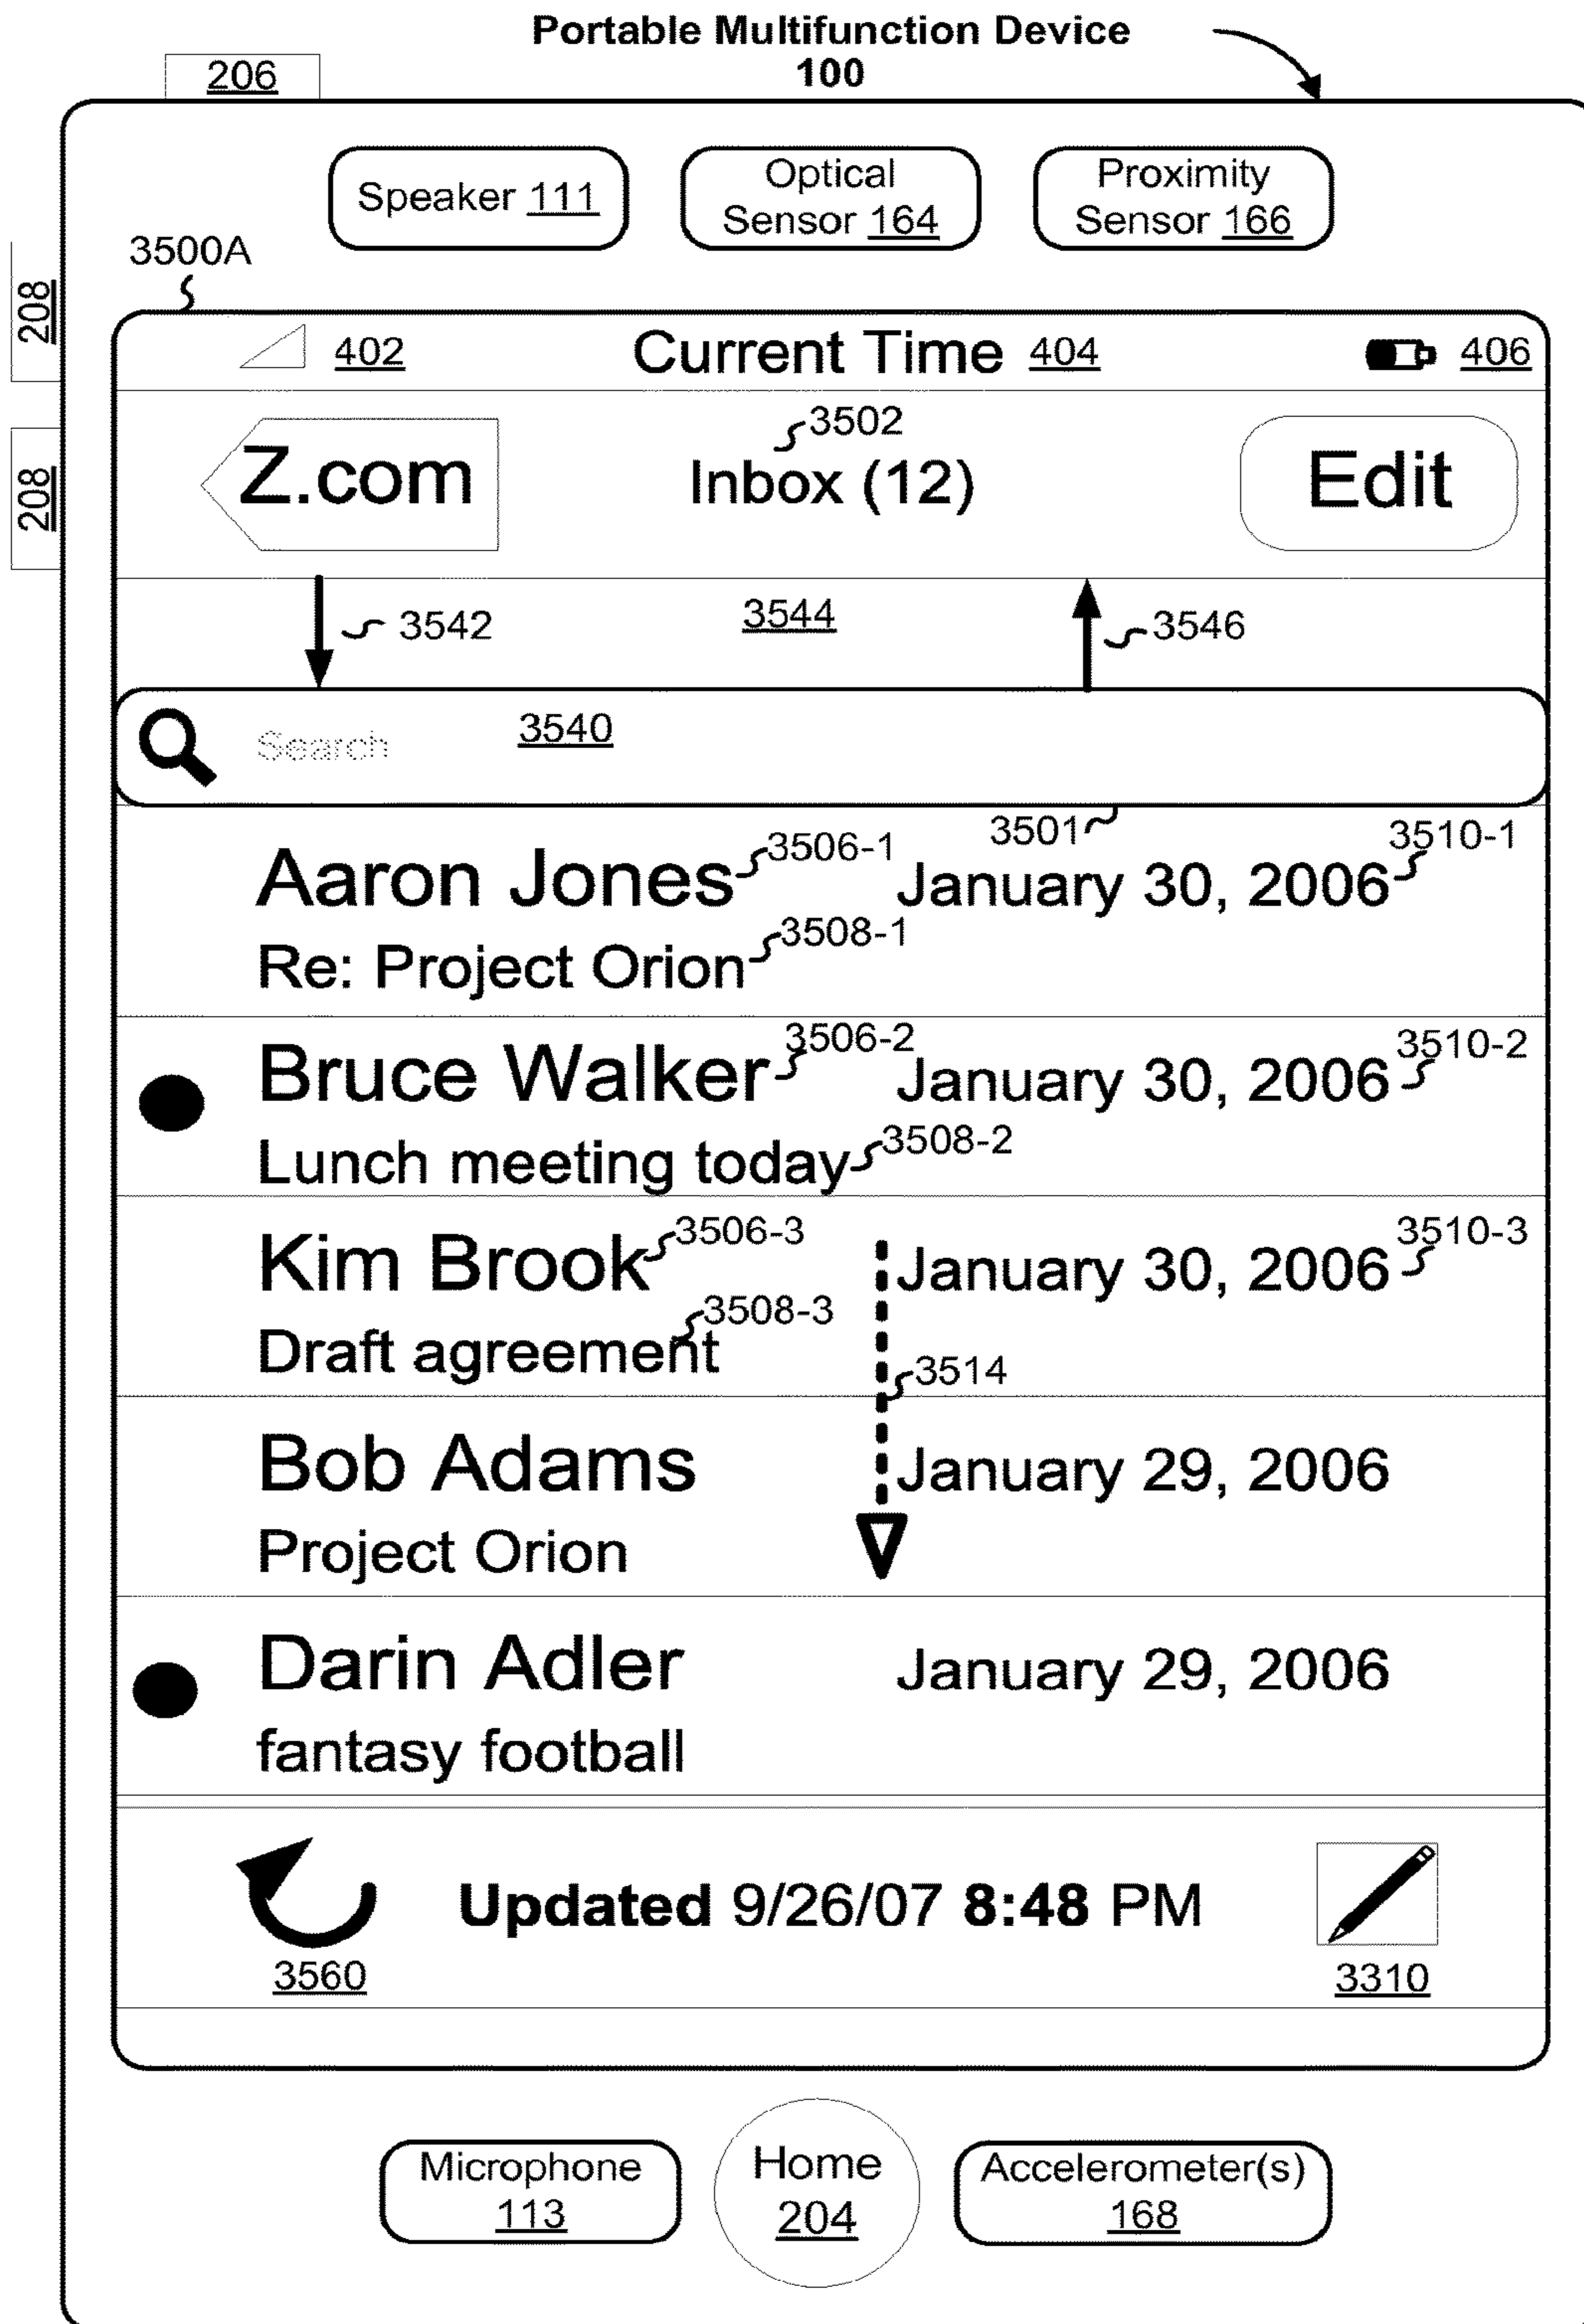 Portable Multifunction Device
100
206
Speaker 111
Optical
Sensor 164
Proximity
Sensor 166
3500A
208
208
402
Current Time 404
406
3502
Z.com
Inbox (12)
Edit
3542
3544
3546
Search
3540
3501
3506-1
3510-1
Aaron Jones
January 30, 2006
3508-1
Re: Project Orion
3506-2
3510-2
Bruce Walker
January 30, 2006
3508-2
Lunch meeting today
3506-3
3510-3
Kim Brook
January 30, 2006
3508-3
Draft agreement
3514
Bob Adams
January 29, 2006
Project Orion
Darin Adler
January 29, 2006
fantasy football
Updated 9/26/07 8:48 PM
3560
3310
Microphone
113
Home
204
Accelerometer(s)
168